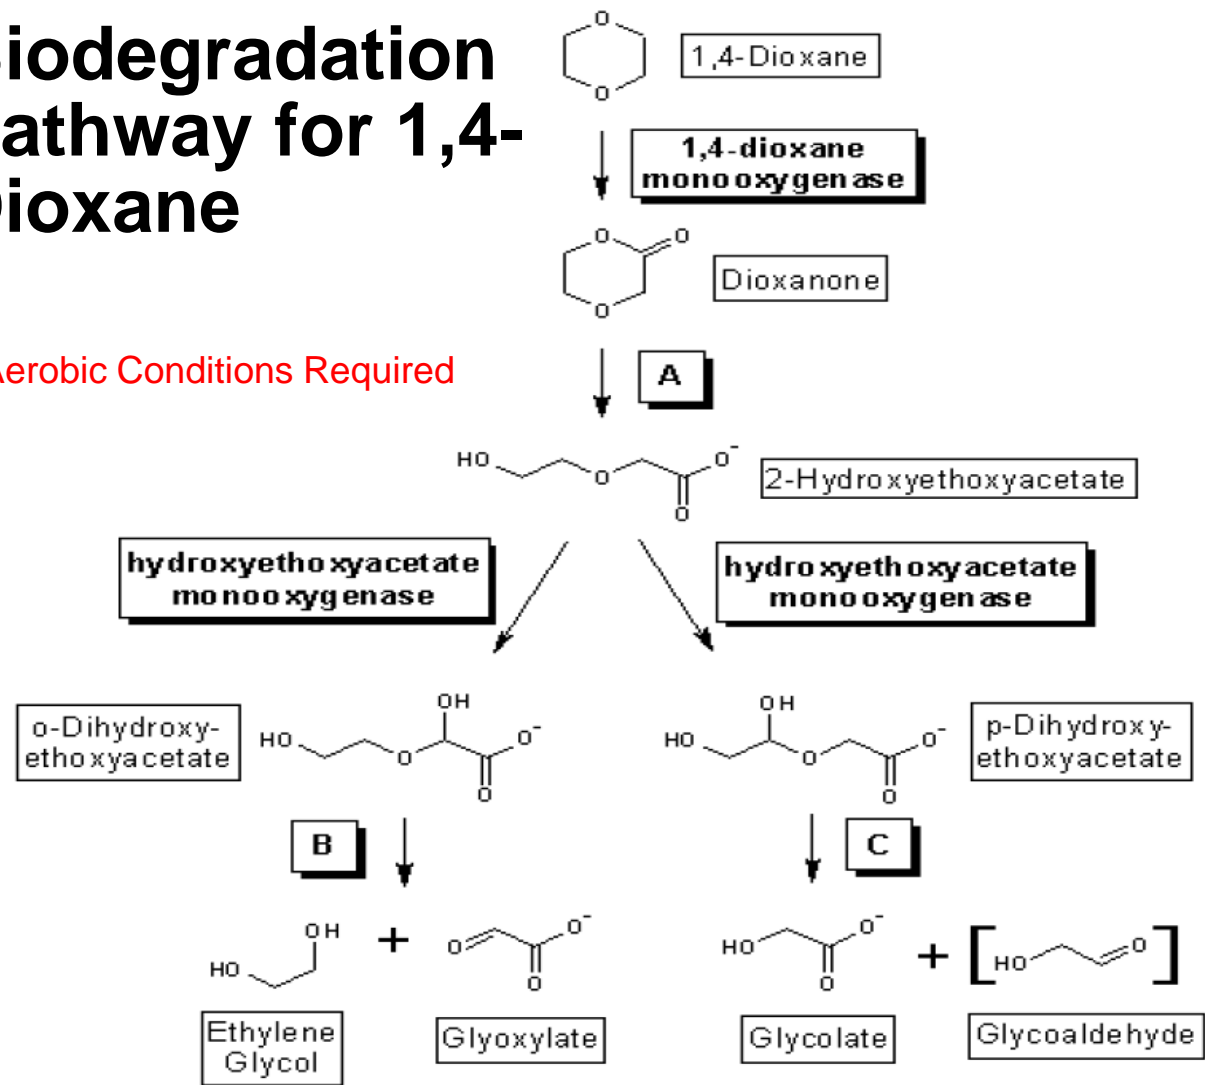 iodegradation
athway for 1,4-
ioxane
Aerobic Conditions Required
O
O
1,4-Dioxane
1,4-dioxane
monooxygenase
O
O
O
Dioxanone
A
HO
O
O-
O
2-Hydroxyethoxyacetate
hydroxyethoxyacetate
monooxygenase
hydroxyethoxyacetate
monooxygenase
o-Dihydroxy-
ethoxyacetate
OH
HO
O
O-
O
OH
HO
O
O-
O
p-Dihydroxy-
ethoxyacetate
B
C
OH
HO
+
O
O-
O
HO
O-
O
+
[HO
O]
Ethylene
Glycol
Glyoxylate
Glycolate
Glycoaldehyde